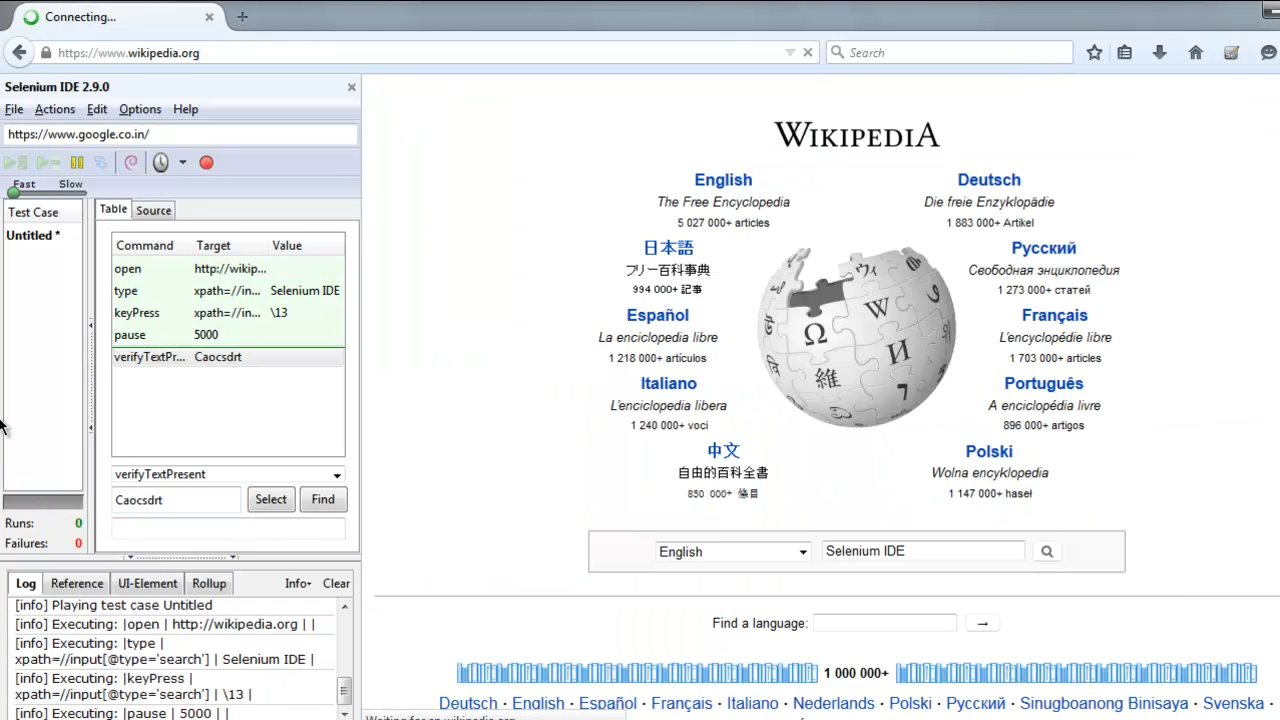 Connecting...
https://www.wikipedia.org
Search
Selenium IDE 2.9.0
File Actions Edit Options Help
https://www.google.co.in/
Fast Slow
Test Case
Untitled *
Table Source
Command Target Value
open http://wikip...
type xpath=//in... Selenium IDE
keyPress xpath=//in... \13
pause 5000
verifyTextPr... Caocsdrt
verifyTextPresent
Caocsdrt Select Find
Runs: 0
Failures: 0
Log Reference UI-Element Rollup Info Clear
[info] Playing test case Untitled
[info] Executing: |open | http://wikipedia.org | |
[info] Executing: |type |
xpath=//input[@type='search'] | Selenium IDE |
[info] Executing: |keyPress |
xpath=//input[@type='search'] | \13 |
[info] Executing: |pause | 5000 | |
WIKIPEDIA
English
The Free Encyclopedia
5 027 000+ articles
Deutsch
Die freie Enzyklopädie
1 883 000+ Artikel
日本語
フリー百科事典
994 000+ 記事
Русский
Свободная энциклопедия
1 273 000+ статей
Español
La enciclopedia libre
1 218 000+ artículos
Français
L'encyclopédie libre
1 703 000+ articles
Italiano
L'enciclopedia libera
1 240 000+ voci
Português
A enciclopédia livre
896 000+ artigos
中文
自由的百科全書
850 000+ 條目
Polski
Wolna encyklopedia
1 147 000+ haseł
Ω W И 維 ウィ 7
English Selenium IDE
Find a language: →
1 000 000+
Deutsch · English · Español · Français · Italiano · Nederlands · Polski · Русский · Sinugboanong Binisaya · Svenska ·